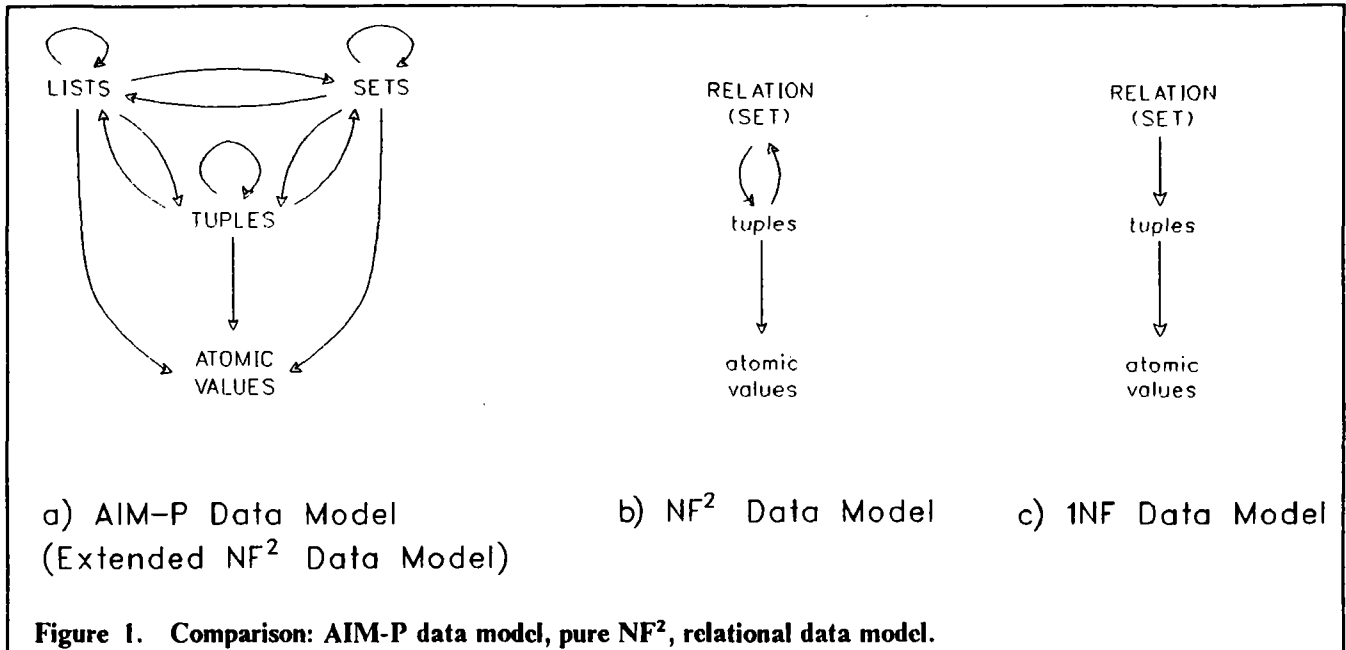 LISTS
SETS
TUPLES
ATOMIC
VALUES
RELATION
(SET)
tuples
atomic
values
RELATION
(SET)
tuples
atomic
values
a) AIM-P Data Model
(Extended NF² Data Model)
b) NF² Data Model
c) 1NF Data Model
Figure 1. Comparison: AIM-P data model, pure NF², relational data model.